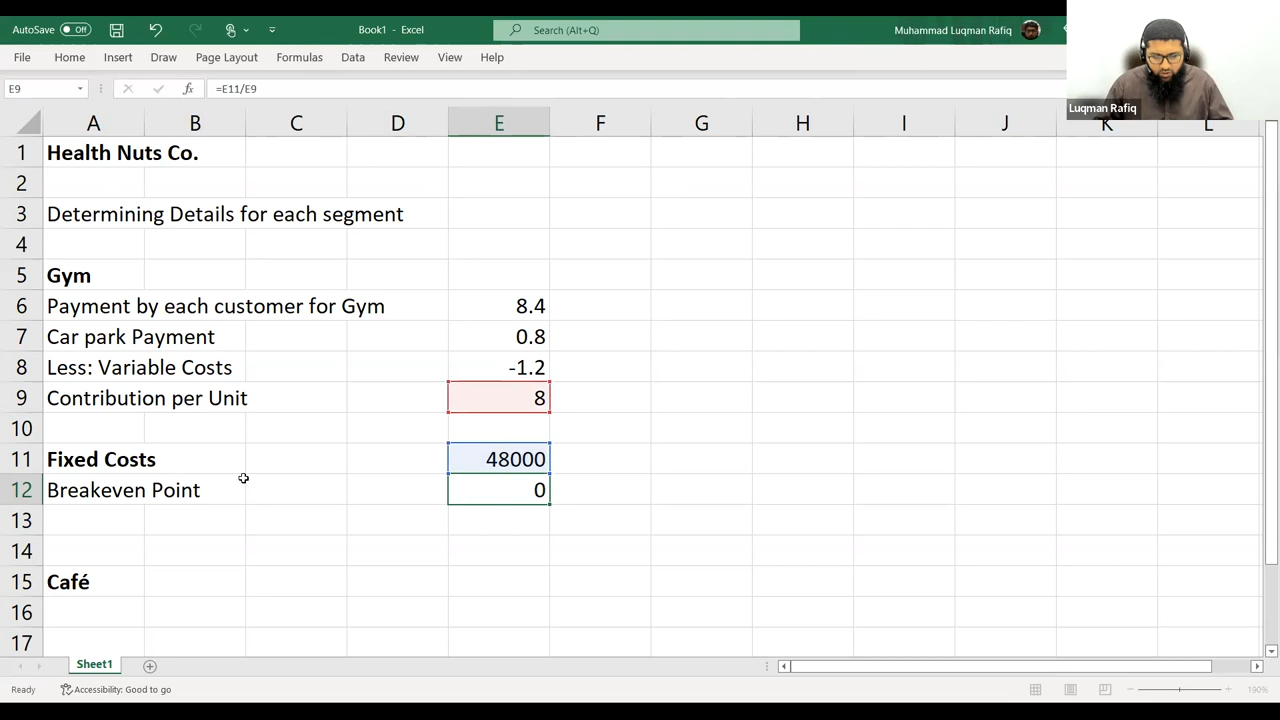 AutoSave Off
Book1 - Excel
Search (Alt+Q)
Muhammad Luqman Rafiq
File Home Insert Draw Page Layout Formulas Data Review View Help
Luqman Rafiq
E9 fx =E11/E9
A B C D E F G H I J K L
1 Health Nuts Co.
2
3 Determining Details for each segment
4
5 Gym
6 Payment by each customer for Gym 8.4
7 Car park Payment 0.8
8 Less: Variable Costs -1.2
9 Contribution per Unit 8
10
11 Fixed Costs 48000
12 Breakeven Point 0
13
14
15 Café
16
17
Sheet1
Ready Accessibility: Good to go 190%